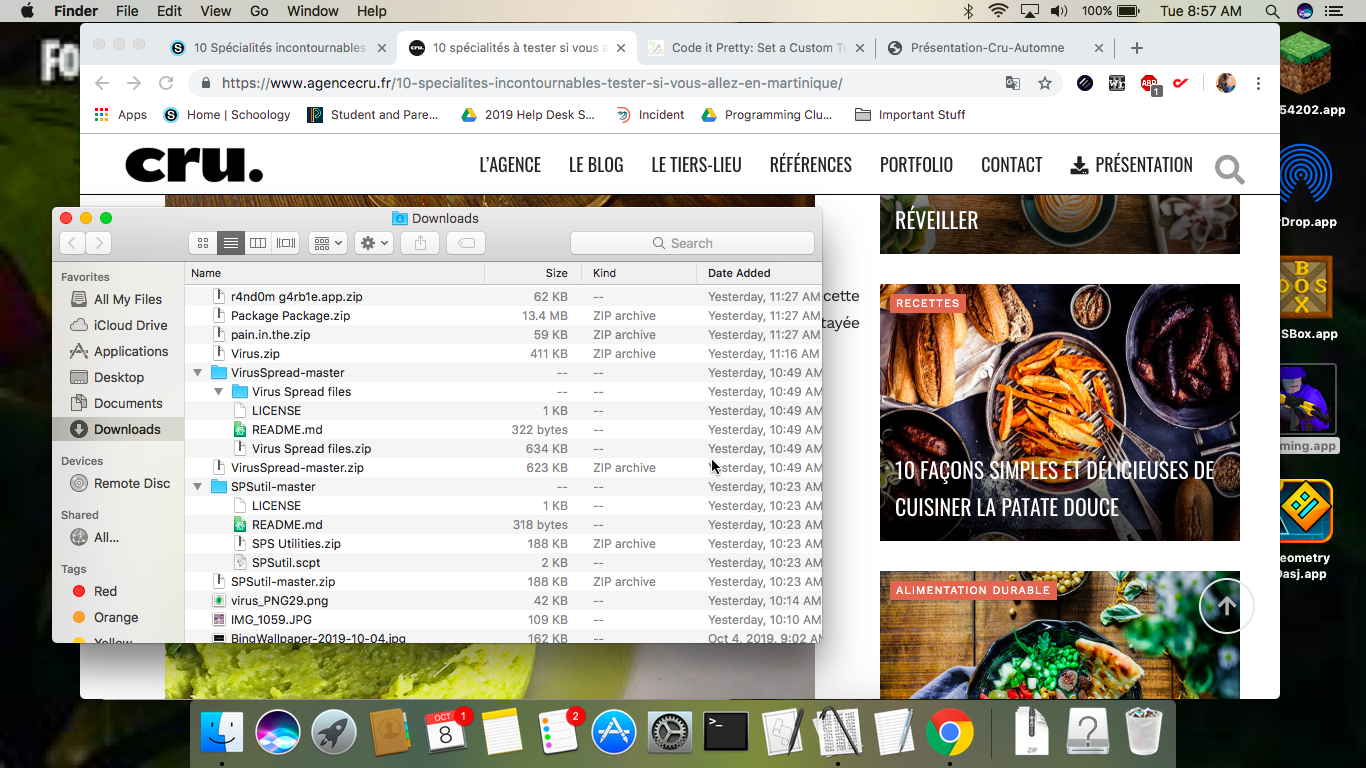 Finder File Edit View Go Window Help 100% Tue 8:57 AM
10 Spécialités incontournables
10 spécialités à tester si vous a
Code it Pretty: Set a Custom Te
Présentation-Cru-Automne
https://www.agencecru.fr/10-specialites-incontournables-tester-si-vous-allez-en-martinique/
ABP 1
Apps Home | Schoology Student and Pare... 2019 Help Desk S... Incident Programming Clu... Important Stuff
cru.
L'AGENCE LE BLOG LE TIERS-LIEU RÉFÉRENCES PORTFOLIO CONTACT PRÉSENTATION
RÉVEILLER
RECETTES
10 FAÇONS SIMPLES ET DÉLICIEUSES DE
CUISINER LA PATATE DOUCE
ALIMENTATION DURABLE
cette
tayée
Downloads
Search
Favorites
All My Files
iCloud Drive
Applications
Desktop
Documents
Downloads
Devices
Remote Disc
Shared
All...
Tags
Red
Orange
Yellow
Name Size Kind Date Added
r4nd0m g4rb1e.app.zip 62 KB -- Yesterday, 11:27 AM
Package Package.zip 13.4 MB ZIP archive Yesterday, 11:27 AM
pain.in.the.zip 59 KB ZIP archive Yesterday, 11:27 AM
Virus.zip 411 KB ZIP archive Yesterday, 11:16 AM
VirusSpread-master -- -- Yesterday, 10:49 AM
Virus Spread files -- -- Yesterday, 10:49 AM
LICENSE 1 KB -- Yesterday, 10:49 AM
README.md 322 bytes -- Yesterday, 10:49 AM
Virus Spread files.zip 634 KB -- Yesterday, 10:49 AM
VirusSpread-master.zip 623 KB ZIP archive Yesterday, 10:49 AM
SPSutil-master -- -- Yesterday, 10:23 AM
LICENSE 1 KB -- Yesterday, 10:23 AM
README.md 318 bytes -- Yesterday, 10:23 AM
SPS Utilities.zip 188 KB ZIP archive Yesterday, 10:23 AM
SPSutil.scpt 2 KB -- Yesterday, 10:23 AM
SPSutil-master.zip 188 KB ZIP archive Yesterday, 10:23 AM
virus_PNG29.png 42 KB -- Yesterday, 10:14 AM
IMG_1059.JPG 109 KB -- Yesterday, 10:10 AM
BingWallpaper-2019-10-04.jpg 162 KB -- Oct 4, 2019, 9:02 AM
54202.app
rDrop.app
B O
D O S
B O X
SBox.app
ming.app
eometry
Dasj.app
OCT 8 1
2
ZIP